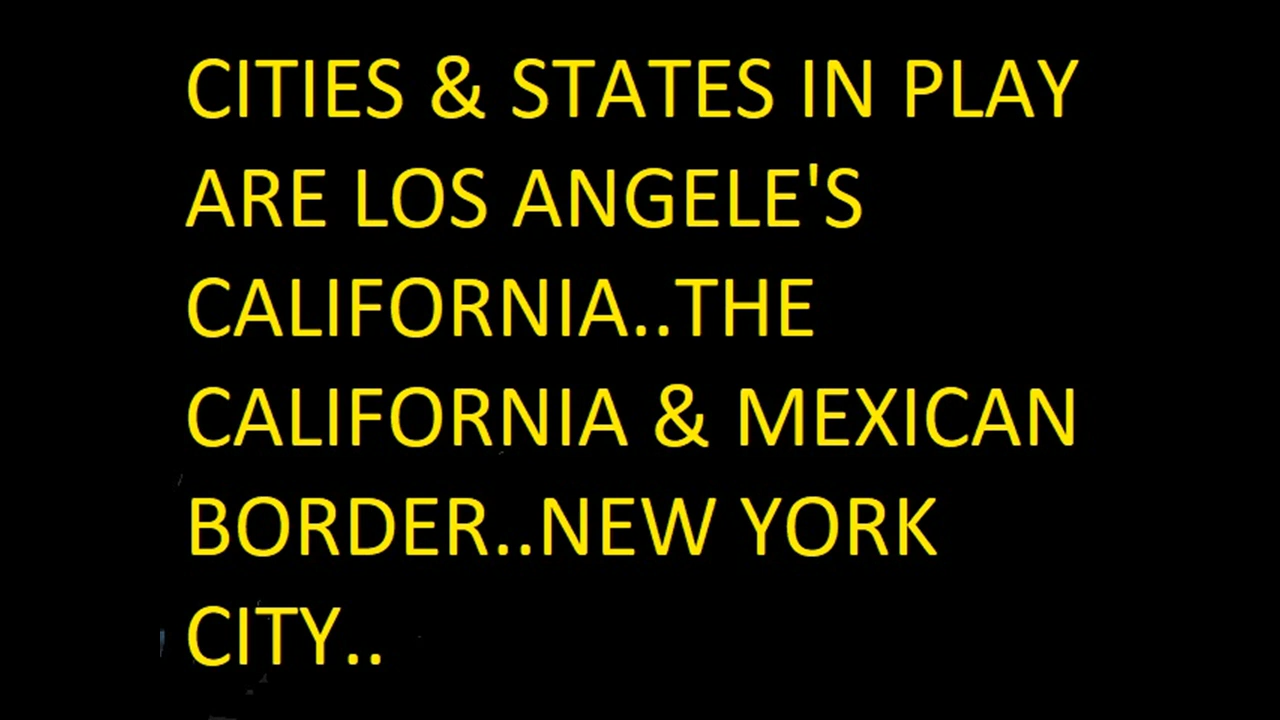 CITIES & STATES IN PLAY
ARE LOS ANGELE'S
CALIFORNIA..THE
CALIFORNIA & MEXICAN
BORDER..NEW YORK
CITY..